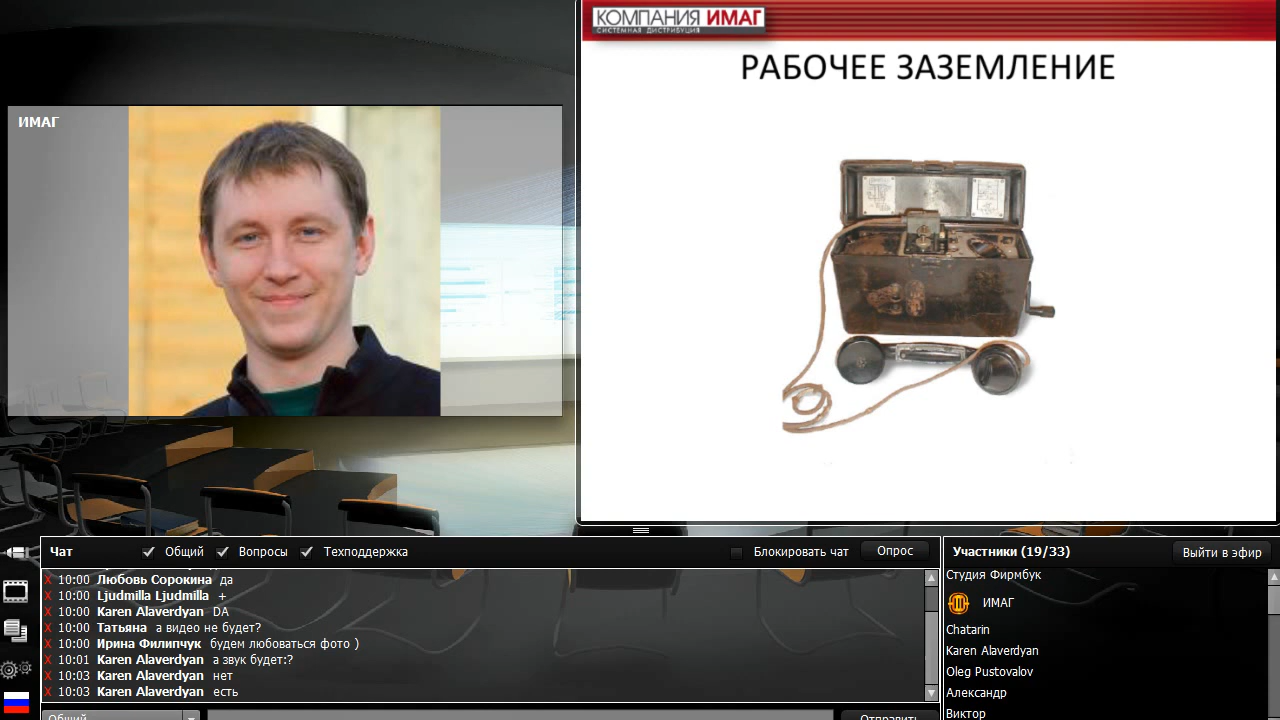 КОМПАНИЯ ИМАГ
СИСТЕМНАЯ ДИСТРИБУЦИЯ
РАБОЧЕЕ ЗАЗЕМЛЕНИЕ
ИМАГ
Чат
Общий
Вопросы
Техподдержка
Блокировать чат
Опрос
X 10:00 Любовь Сорокина да
X 10:00 Ljudmilla Ljudmilla +
X 10:00 Karen Alaverdyan DA
X 10:00 Татьяна а видео не будет?
X 10:00 Ирина Филипчук будем любоваться фото )
X 10:01 Karen Alaverdyan а звук будет:?
X 10:03 Karen Alaverdyan нет
X 10:03 Karen Alaverdyan есть
Общий
Отправить
Участники (19/33)
Выйти в эфир
Студия Фирмбук
ИМАГ
Chatarin
Karen Alaverdyan
Oleg Pustovalov
Александр
Виктор